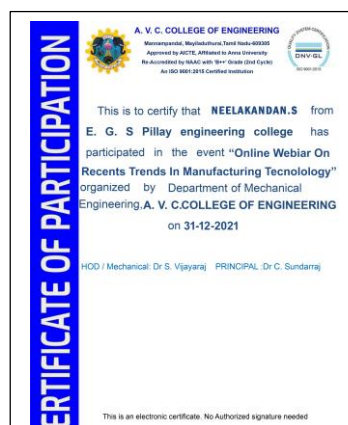 A. V. C. COLLEGE OF ENGINEERING
Mannampandal, Mayiladuthurai,Tamil Nadu-609305
Approved by AICTE, Affiliated to Anna University
Re-Accredited by NAAC with 'B++' Grade (2nd Cycle)
An ISO 9001:2015 Certified Institution
DNV·GL
ISO 9001:2015
CERTIFICATE OF PARTICIPATION
This is to certify that NEELAKANDAN.S from
E. G. S Pillay engineering college has
participated in the event “Online Webiar On
Recents Trends In Manufacturing Tecnolology”
organized by Department of Mechanical
Engineering,A. V. C.COLLEGE OF ENGINEERING
on 31-12-2021
HOD / Mechanical: Dr S. Vijayaraj PRINCIPAL :Dr C. Sundarraj
This is an electronic certificate. No Authorized signature needed